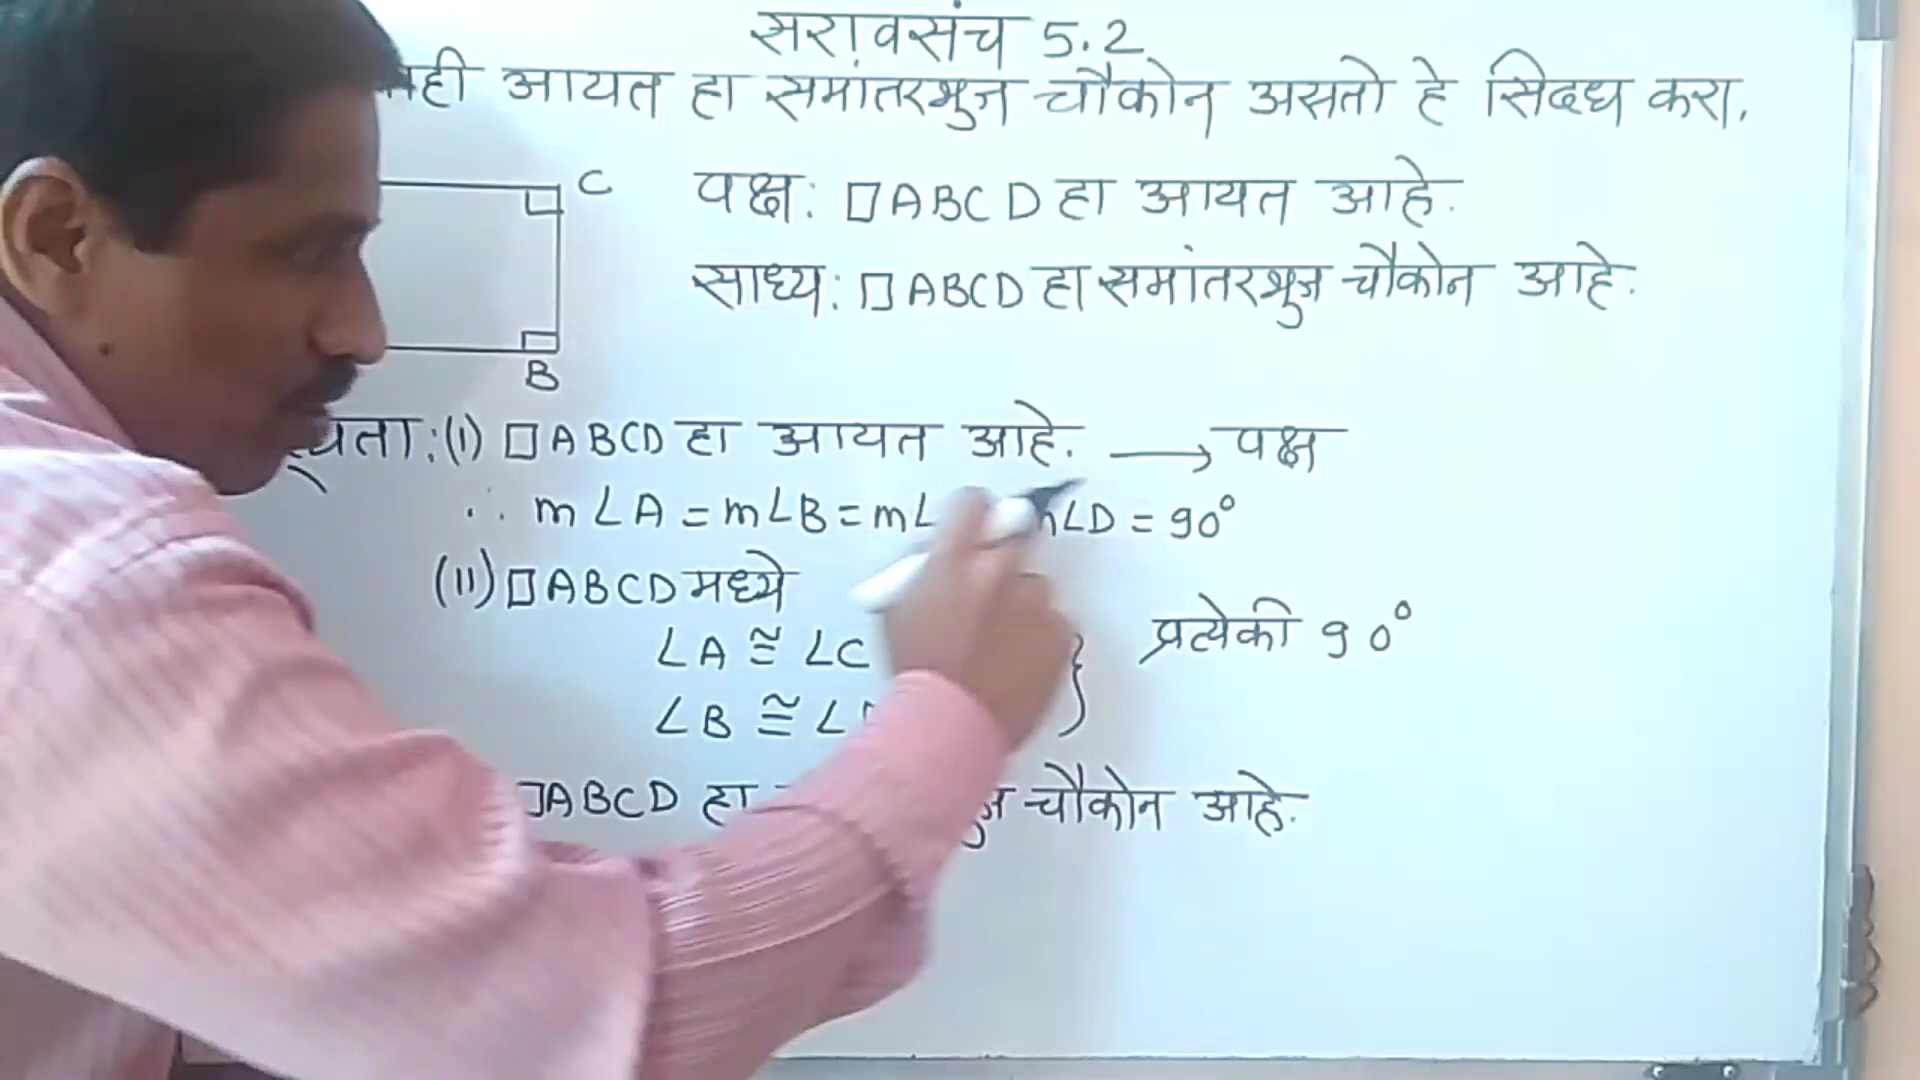 सरावसंच 5.2
आयत हा समांतरभुज चौकोन असतो हे सिद्ध करा.
C
पक्ष: □ABCD हा आयत आहे.
साध्य: □ABCD हा समांतरभुज चौकोन आहे.
B
(i) □ABCD हा आयत आहे. → पक्ष
∴ m∠A = m∠B = m∠ m∠D = 90°
(ii) □ABCD मध्ये
∠A ≅ ∠C
∠B ≅ ∠
} प्रत्येकी 90°
□ABCD हा चौकोन आहे.